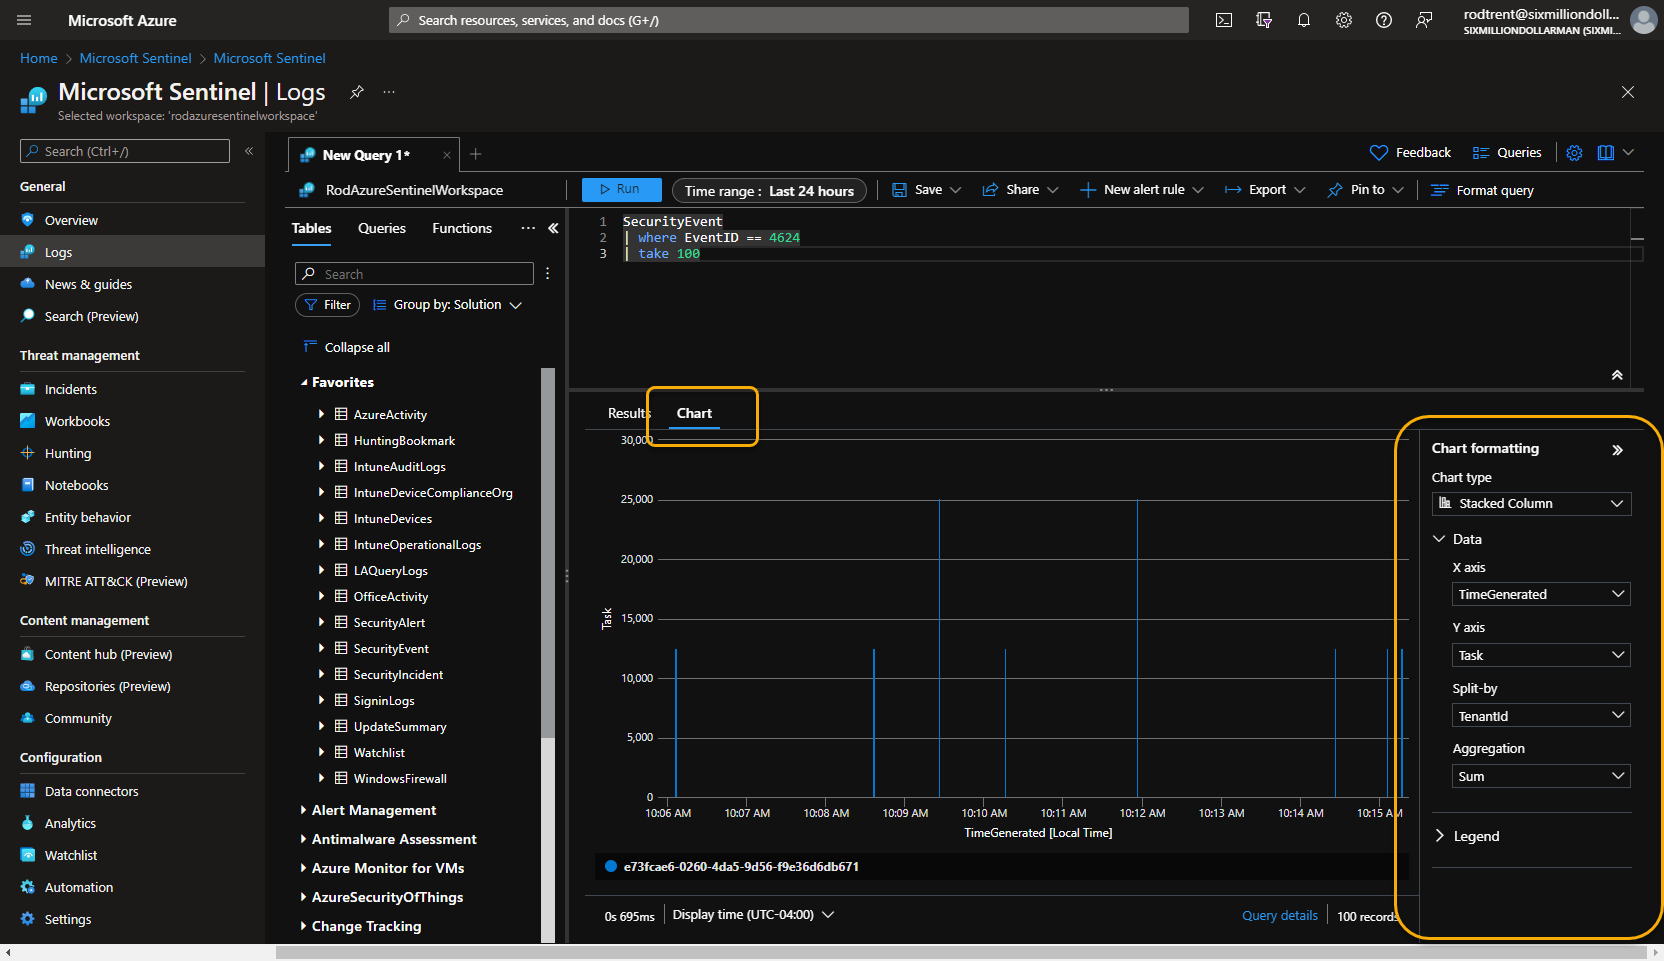 Microsoft Azure
Search resources, services, and docs (G+/)
rodtrent@sixmilliondoll...
SIXMILLIONDOLLARMAN (SIXMI...
Home > Microsoft Sentinel > Microsoft Sentinel
Microsoft Sentinel | Logs
Selected workspace: 'rodazuresentinelworkspace'
Search (Ctrl+/)
General
Overview
Logs
News & guides
Search (Preview)
Threat management
Incidents
Workbooks
Hunting
Notebooks
Entity behavior
Threat intelligence
MITRE ATT&CK (Preview)
Content management
Content hub (Preview)
Repositories (Preview)
Community
Configuration
Data connectors
Analytics
Watchlist
Automation
Settings
New Query 1*
Feedback
Queries
RodAzureSentinelWorkspace
Run
Time range : Last 24 hours
Save
Share
New alert rule
Export
Pin to
Format query
Tables
Queries
Functions
Search
Filter
Group by: Solution
Collapse all
Favorites
AzureActivity
HuntingBookmark
IntuneAuditLogs
IntuneDeviceComplianceOrg
IntuneDevices
IntuneOperationalLogs
LAQueryLogs
OfficeActivity
SecurityAlert
SecurityEvent
SecurityIncident
SigninLogs
UpdateSummary
Watchlist
WindowsFirewall
Alert Management
Antimalware Assessment
Azure Monitor for VMs
AzureSecurityOfThings
Change Tracking
1 SecurityEvent
2 | where EventID == 4624
3 | take 100
Results
Chart
30,000
25,000
20,000
15,000
10,000
5,000
0
Task
10:06 AM 10:07 AM 10:08 AM 10:09 AM 10:10 AM 10:11 AM 10:12 AM 10:13 AM 10:14 AM 10:15 AM
TimeGenerated [Local Time]
e73fcae6-0260-4da5-9d56-f9e36d6db671
0s 695ms
Display time (UTC-04:00)
Query details
100 records
Chart formatting
Chart type
Stacked Column
Data
X axis
TimeGenerated
Y axis
Task
Split-by
TenantId
Aggregation
Sum
Legend